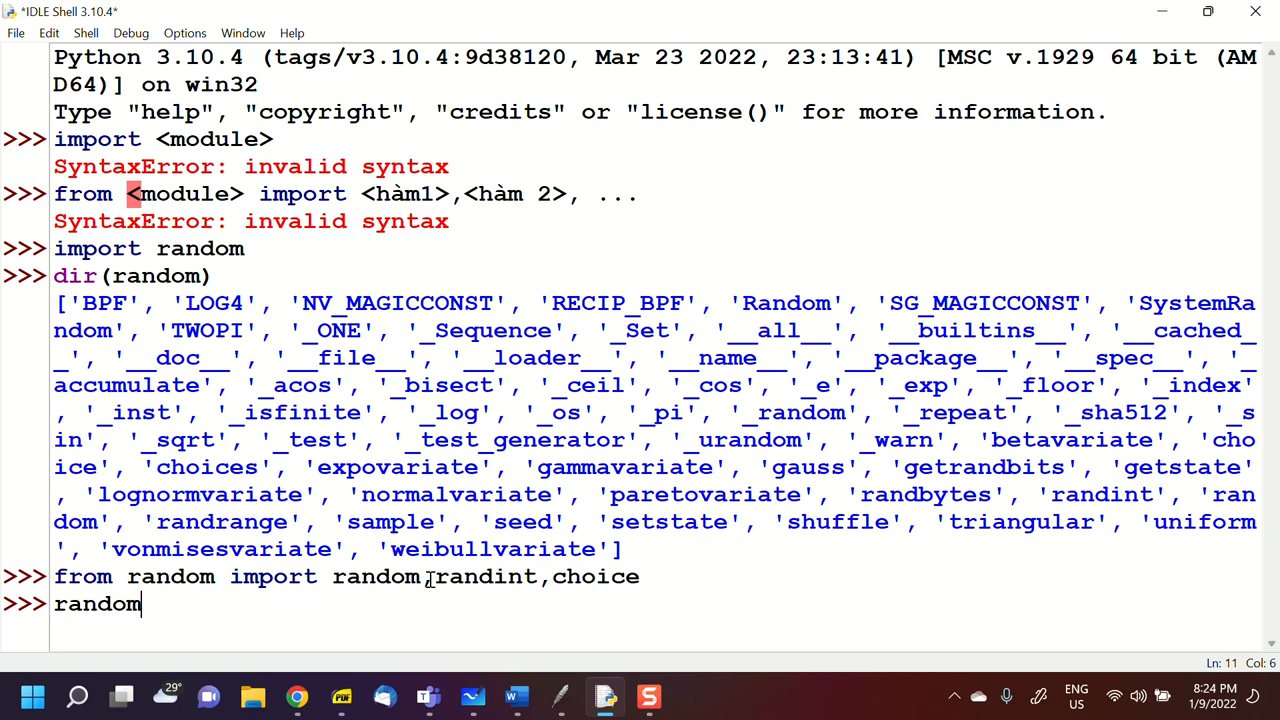 *IDLE Shell 3.10.4*
File Edit Shell Debug Options Window Help
Python 3.10.4 (tags/v3.10.4:9d38120, Mar 23 2022, 23:13:41) [MSC v.1929 64 bit (AM
D64)] on win32
Type "help", "copyright", "credits" or "license()" for more information.
>>> import <module>
SyntaxError: invalid syntax
>>> from <module> import <hàm1>,<hàm 2>, ...
SyntaxError: invalid syntax
>>> import random
>>> dir(random)
['BPF', 'LOG4', 'NV_MAGICCONST', 'RECIP_BPF', 'Random', 'SG_MAGICCONST', 'SystemRa
ndom', 'TWOPI', '_ONE', '_Sequence', '_Set', '__all__', '__builtins__', '__cached_
_', '__doc__', '__file__', '__loader__', '__name__', '__package__', '__spec__', '_
accumulate', '_acos', '_bisect', '_ceil', '_cos', '_e', '_exp', '_floor', '_index'
, '_inst', '_isfinite', '_log', '_os', '_pi', '_random', '_repeat', '_sha512', '_s
in', '_sqrt', '_test', '_test_generator', '_urandom', '_warn', 'betavariate', 'cho
ice', 'choices', 'expovariate', 'gammavariate', 'gauss', 'getrandbits', 'getstate'
, 'lognormvariate', 'normalvariate', 'paretovariate', 'randbytes', 'randint', 'ran
dom', 'randrange', 'sample', 'seed', 'setstate', 'shuffle', 'triangular', 'uniform
', 'vonmisesvariate', 'weibullvariate']
>>> from random import random,randint,choice
>>> random
Ln: 11 Col: 6
29°
PDF
S
ENG
US
8:24 PM
1/9/2022